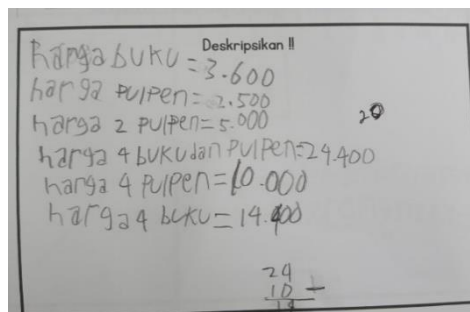 Deskripsikan !!
harga buku = 3.600
harga pulpen = 2.500
harga 2 pulpen = 5.000
20
harga 4 buku dan pulpen = 24.400
harga 4 pulpen = 10.000
harga 4 buku = 14.400
24
10 +
14